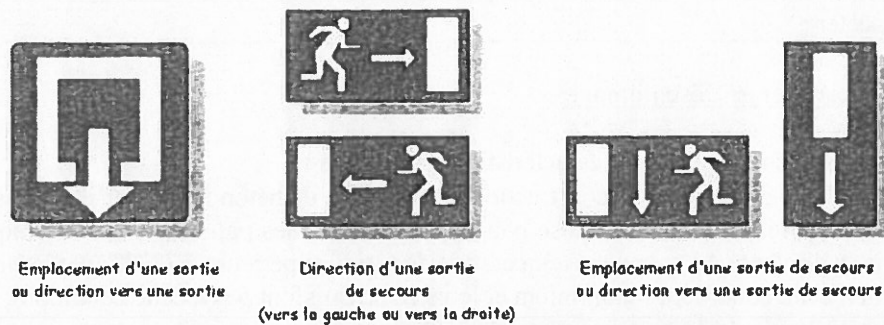 Emplacement d'une sortie
ou direction vers une sortie
Direction d'une sortie
de secours
(vers la gauche ou vers la droite)
Emplacement d'une sortie de secours
ou direction vers une sortie de secours